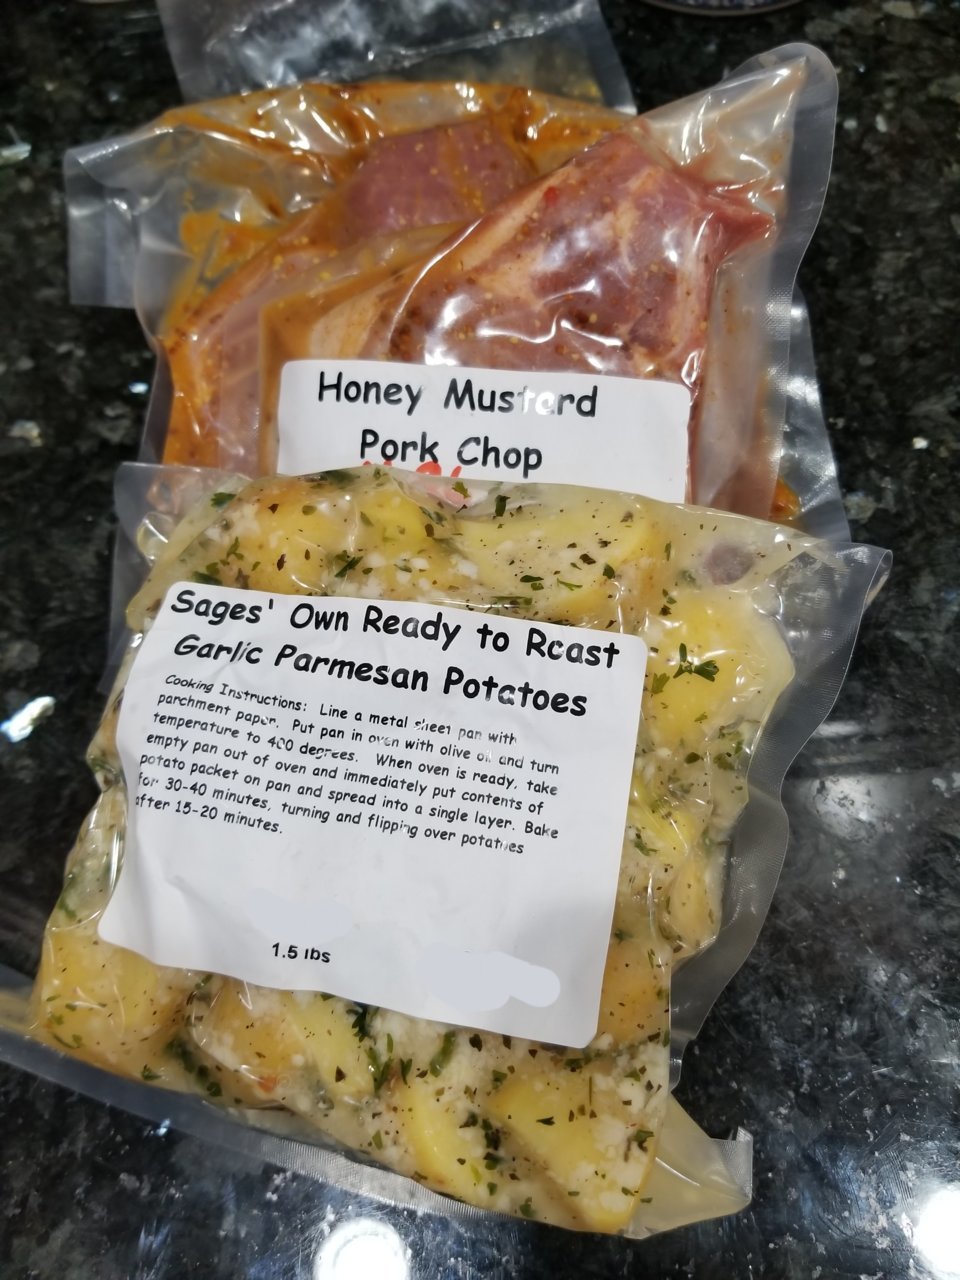 Honey Mustard
Pork Chop
Sages' Own Ready to Roast
Garlic Parmesan Potatoes
Cooking Instructions: Line a metal sheet pan with
parchment paper. Put pan in oven with olive oil and turn
temperature to 400 degrees. When oven is ready, take
empty pan out of oven and immediately put contents of
potato packet on pan and spread into a single layer. Bake
for 30-40 minutes, turning and flipping over potatoes
after 15-20 minutes.
1.5 lbs